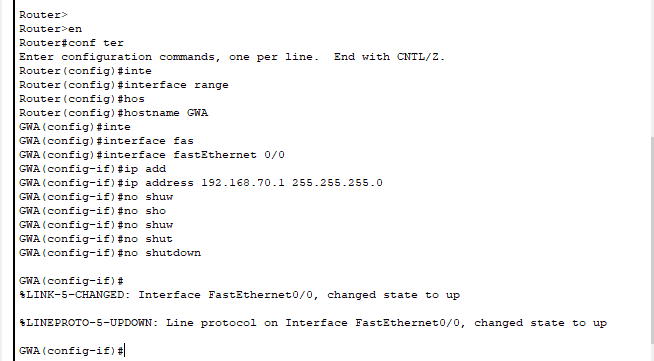 Router>
Router>en
Router#conf ter
Enter configuration commands, one per line.  End with CNTL/Z.
Router(config)#inte
Router(config)#interface range
Router(config)#hos
Router(config)#hostname GWA
GWA(config)#inte
GWA(config)#interface fas
GWA(config)#interface fastEthernet 0/0
GWA(config-if)#ip add
GWA(config-if)#ip address 192.168.70.1 255.255.255.0
GWA(config-if)#no shuw
GWA(config-if)#no sho
GWA(config-if)#no shuw
GWA(config-if)#no shut
GWA(config-if)#no shutdown
GWA(config-if)#
%LINK-5-CHANGED: Interface FastEthernet0/0, changed state to up
%LINEPROTO-5-UPDOWN: Line protocol on Interface FastEthernet0/0, changed state to up
GWA(config-if)#